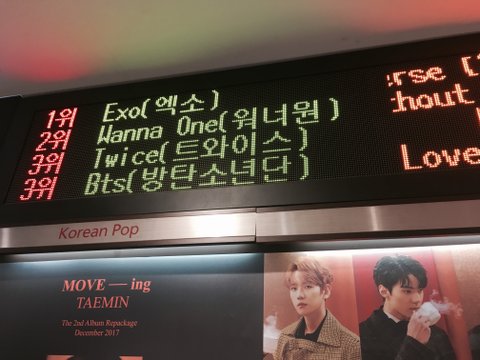 1위 Exo(엑소)
2위 Wanna One(워너원)
3위 Twice(트와이스)
3위 Bts(방탄소년단)
erse [
hout
Love
Korean Pop
MOVE — ing
TAEMIN
The 2nd Album Repackage
December 2017